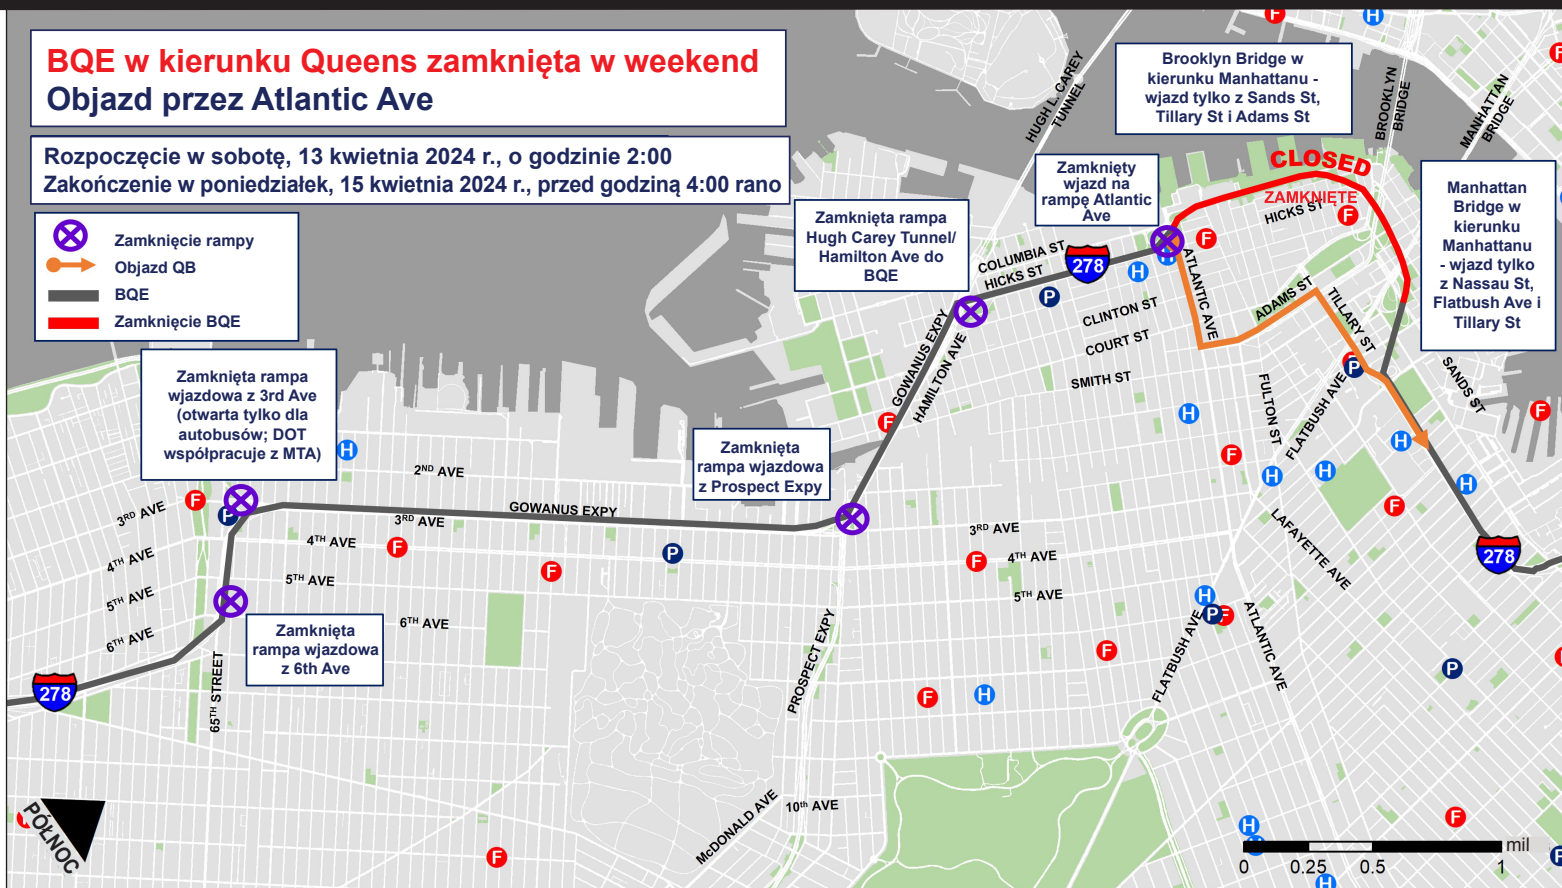 BQE w kierunku Queens zamknięta w weekend
Objazd przez Atlantic Ave
Rozpoczęcie w sobotę, 13 kwietnia 2024 r., o godzinie 2:00
Zakończenie w poniedziałek, 15 kwietnia 2024 r., przed godziną 4:00 rano
Zamknięcie rampy
Objazd QB
BQE
Zamknięcie BQE
Brooklyn Bridge w
kierunku Manhattanu -
wjazd tylko z Sands St,
Tillary St i Adams St
Manhattan
Bridge w
kierunku
Manhattanu
- wjazd tylko
z Nassau St,
Flatbush Ave i
Tillary St
Zamknięty
wjazd na
rampę Atlantic
Ave
Zamknięta rampa
Hugh Carey Tunnel/
Hamilton Ave do
BQE
Zamknięta rampa
wjazdowa z 3rd Ave
(otwarta tylko dla
autobusów; DOT
współpracuje z MTA)
Zamknięta
rampa wjazdowa
z Prospect Expy
Zamknięta
rampa wjazdowa
z 6th Ave
CLOSED
ZAMKNIĘTE
HUGH L. CAREY
TUNNEL
BROOKLYN
BRIDGE
MANHATTAN
BRIDGE
HICKS ST
COLUMBIA ST
HICKS ST
278
ATLANTIC AVE
ADAMS ST
TILLARY ST
CLINTON ST
COURT ST
SMITH ST
FULTON ST
FLATBUSH AVE
SANDS ST
GOWANUS EXPY
HAMILTON AVE
2ND AVE
GOWANUS EXPY
3RD AVE
3RD AVE
3RD AVE
4TH AVE
4TH AVE
4TH AVE
5TH AVE
5TH AVE
5TH AVE
6TH AVE
6TH AVE
LAFAYETTE AVE
278
278
65TH STREET
PROSPECT EXPY
FLATBUSH AVE
ATLANTIC AVE
McDONALD AVE
10th AVE
PÓŁNOC
mil
0 0.25 0.5 1
F
H
F
F
F
H
H
P
F
F
P
H
F
H
H
H
F
F
H
H
F
P
F
F
P
F
H
P
F
F
F
H
P
F
F
H
F
H
P